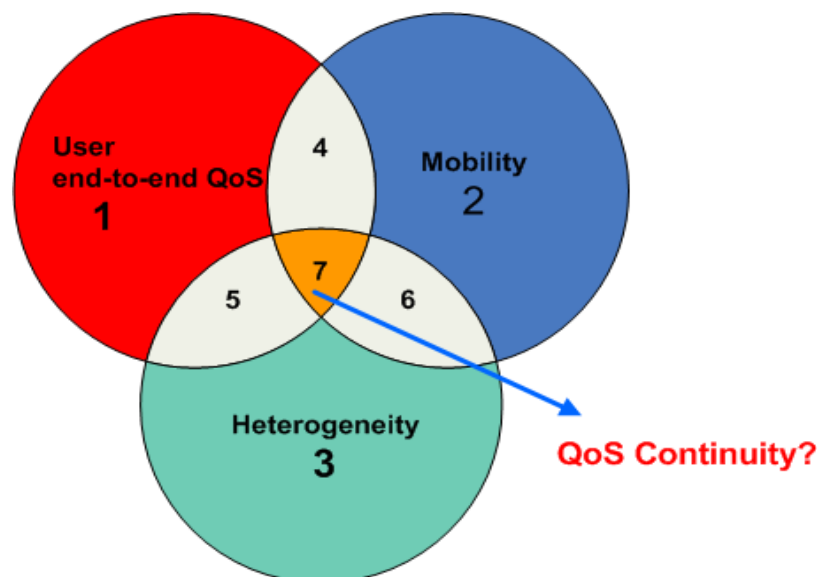 User
end-to-end QoS
1
4
Mobility
2
7
5
6
Heterogeneity
3
QoS Continuity?